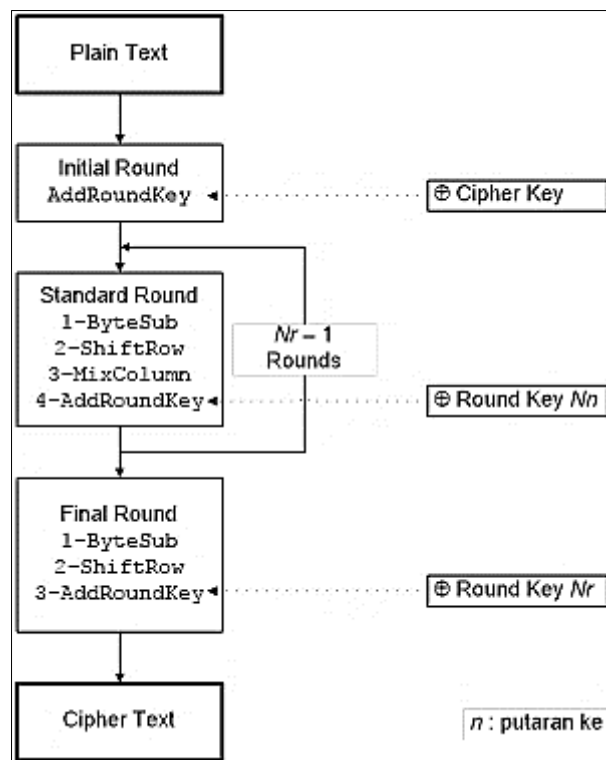 Plain Text
Initial Round
AddRoundKey
⊕ Cipher Key
Standard Round
1-ByteSub
2-ShiftRow
3-MixColumn
4-AddRoundKey
Nr – 1
Rounds
⊕ Round Key Nn
Final Round
1-ByteSub
2-ShiftRow
3-AddRoundKey
⊕ Round Key Nr
Cipher Text
n : putaran ke